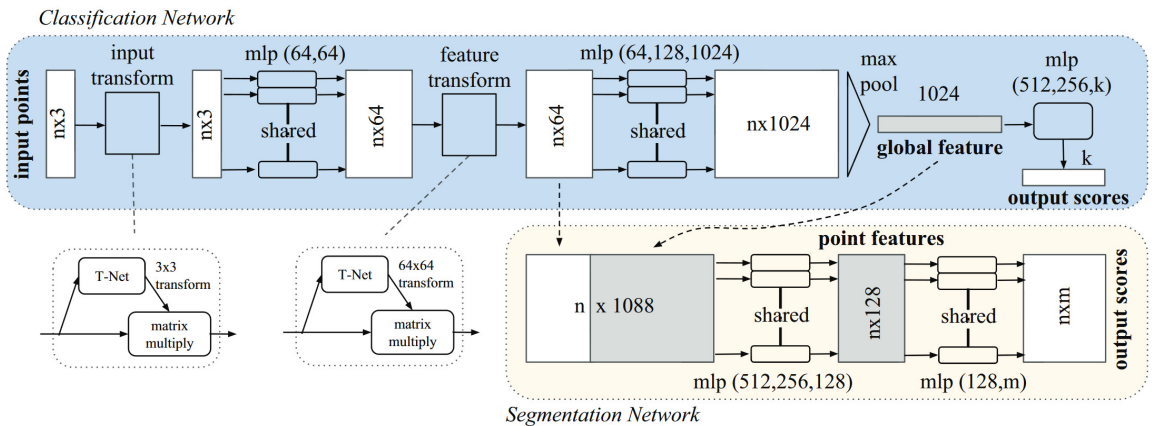 Classification Network
input points
nx3
input
transform
nx3
mlp (64,64)
shared
nx64
feature
transform
nx64
mlp (64,128,1024)
shared
nx1024
max
pool
1024
global feature
mlp
(512,256,k)
k
output scores
T-Net
3x3
transform
matrix
multiply
T-Net
64x64
transform
matrix
multiply
point features
n x 1088
shared
mlp (512,256,128)
nx128
shared
mlp (128,m)
nxm
output scores
Segmentation Network